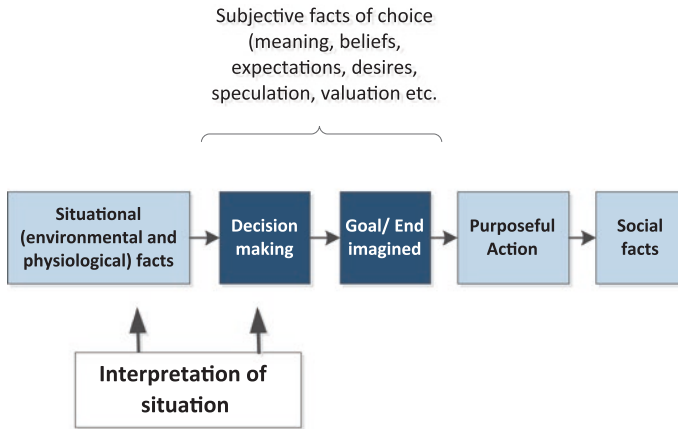 Subjective facts of choice
(meaning, beliefs,
expectations, desires,
speculation, valuation etc.
Situational
(environmental and
physiological) facts
Decision
making
Goal/ End
imagined
Purposeful
Action
Social
facts
Interpretation of
situation